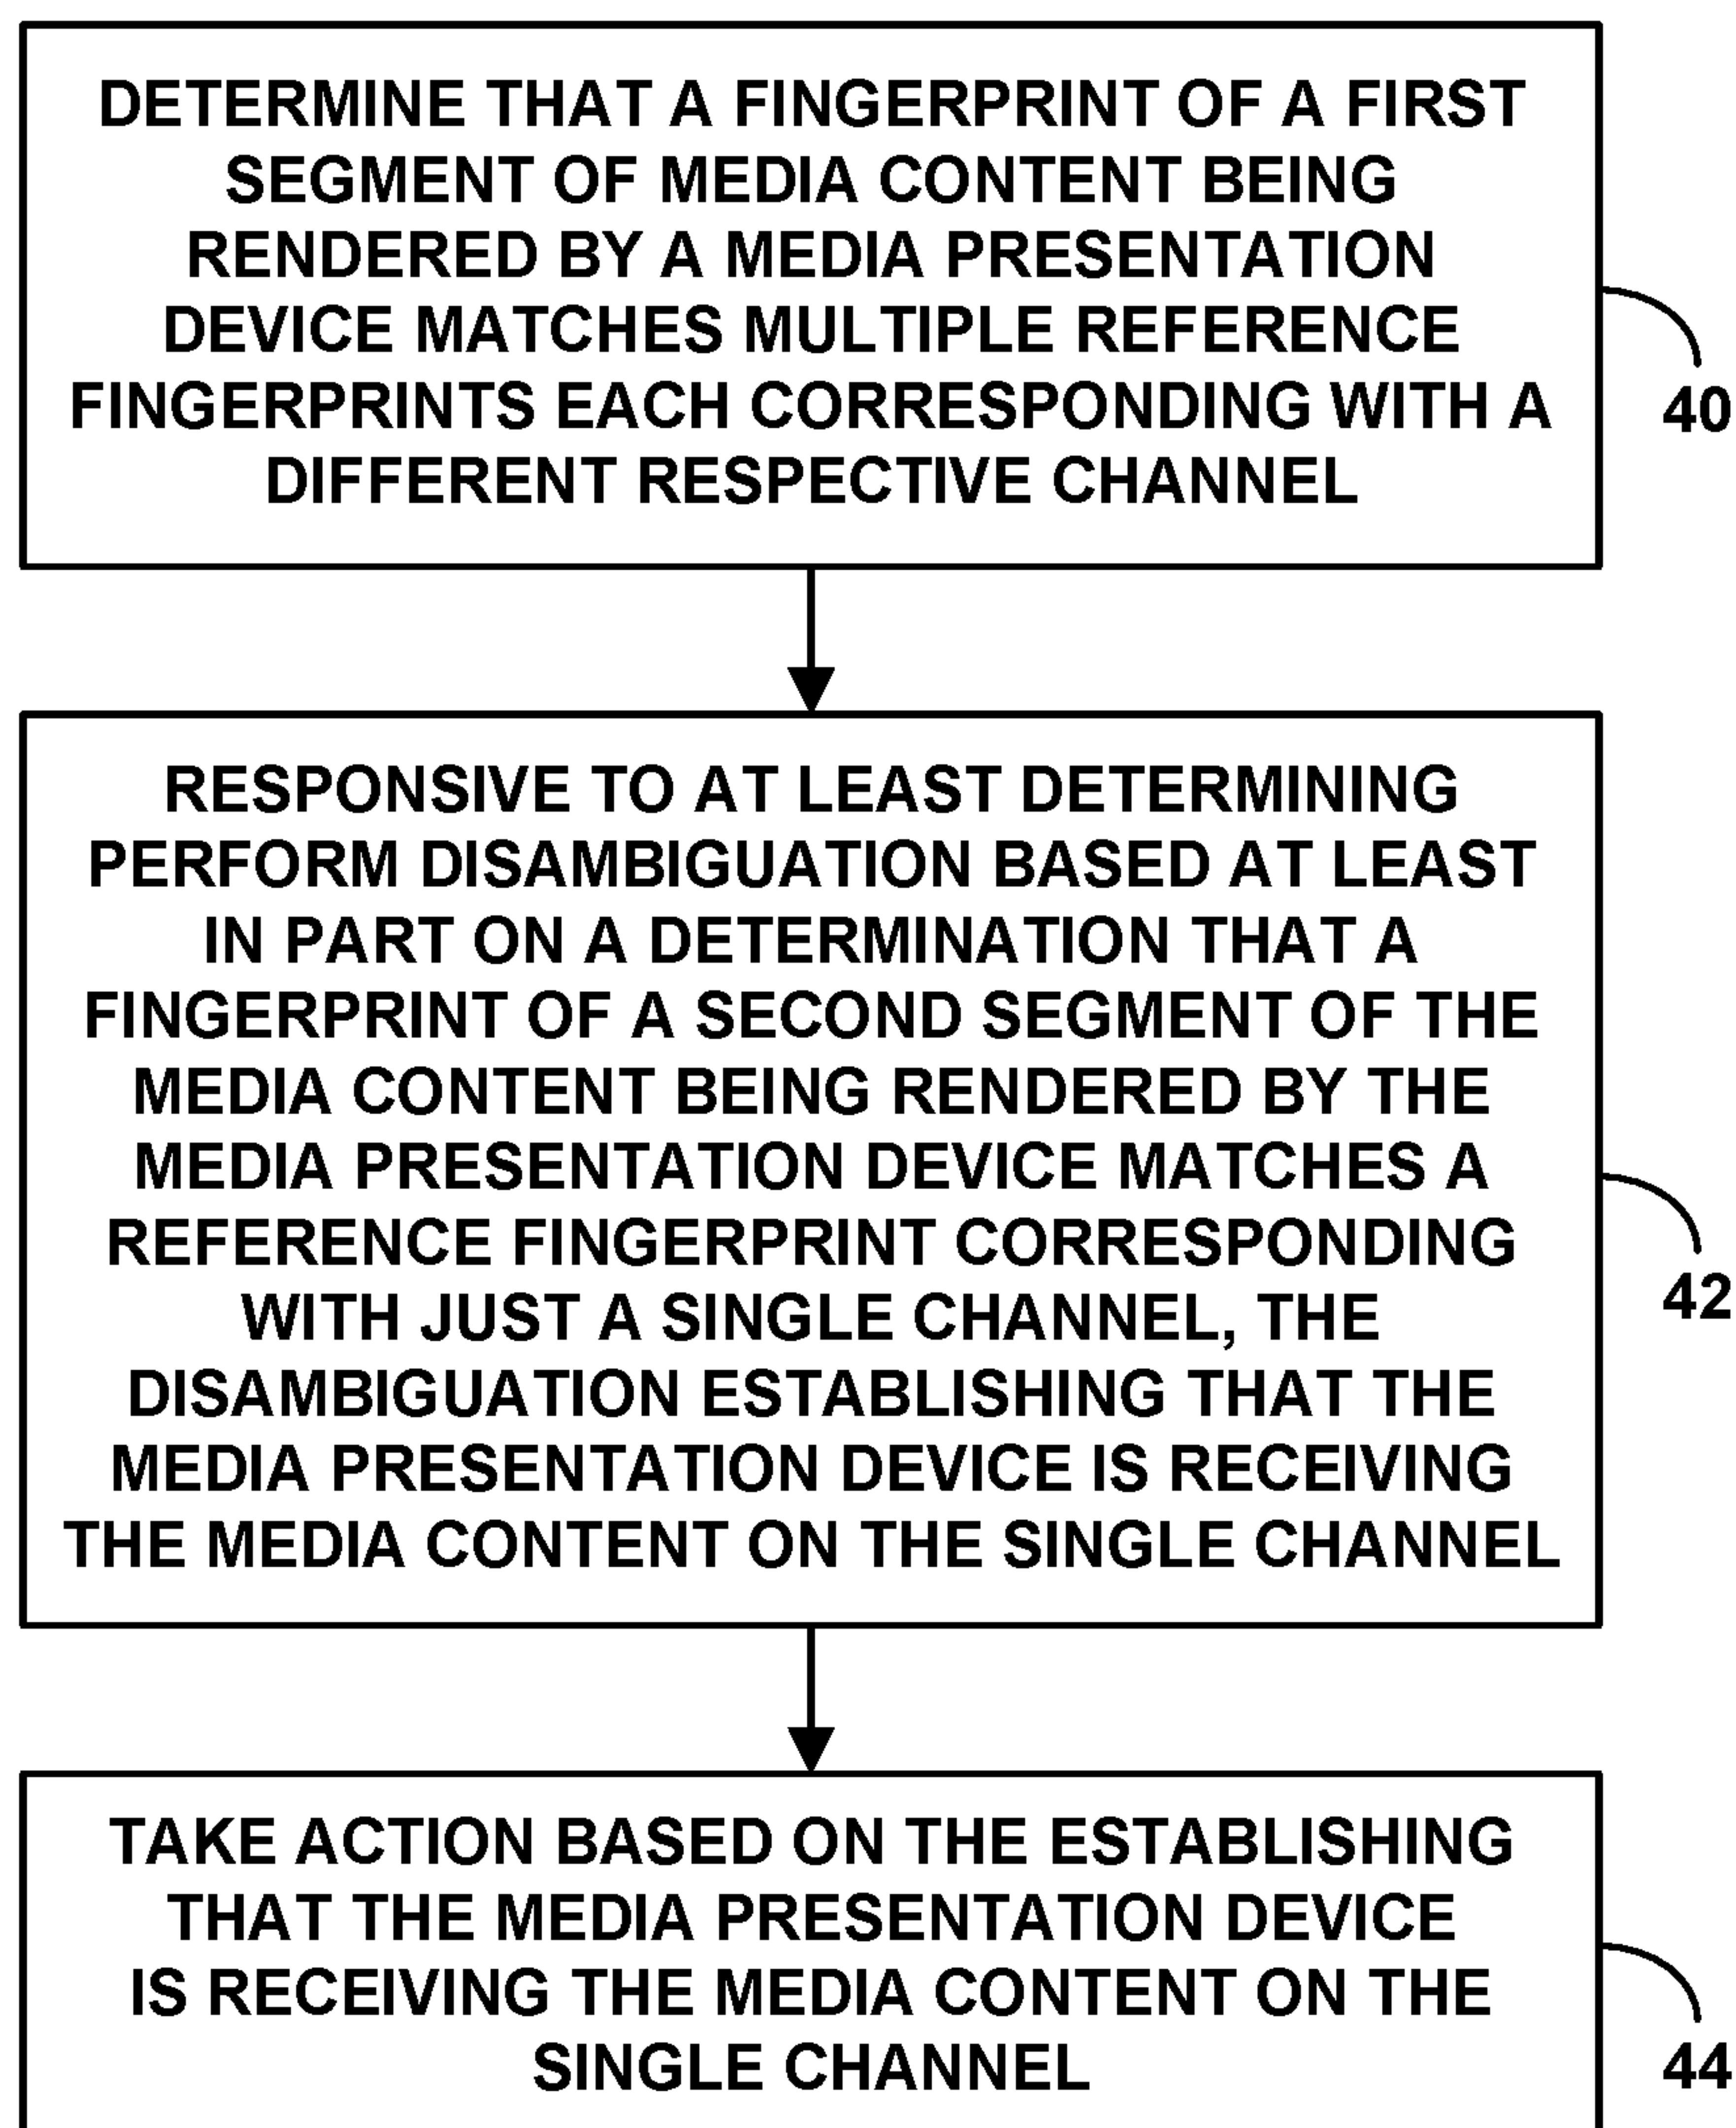 DETERMINE THAT A FINGERPRINT OF A FIRST
SEGMENT OF MEDIA CONTENT BEING
RENDERED BY A MEDIA PRESENTATION
DEVICE MATCHES MULTIPLE REFERENCE
FINGERPRINTS EACH CORRESPONDING WITH A
DIFFERENT RESPECTIVE CHANNEL
40
RESPONSIVE TO AT LEAST DETERMINING
PERFORM DISAMBIGUATION BASED AT LEAST
IN PART ON A DETERMINATION THAT A
FINGERPRINT OF A SECOND SEGMENT OF THE
MEDIA CONTENT BEING RENDERED BY THE
MEDIA PRESENTATION DEVICE MATCHES A
REFERENCE FINGERPRINT CORRESPONDING
WITH JUST A SINGLE CHANNEL, THE
DISAMBIGUATION ESTABLISHING THAT THE
MEDIA PRESENTATION DEVICE IS RECEIVING
THE MEDIA CONTENT ON THE SINGLE CHANNEL
42
TAKE ACTION BASED ON THE ESTABLISHING
THAT THE MEDIA PRESENTATION DEVICE
IS RECEIVING THE MEDIA CONTENT ON THE
SINGLE CHANNEL
44